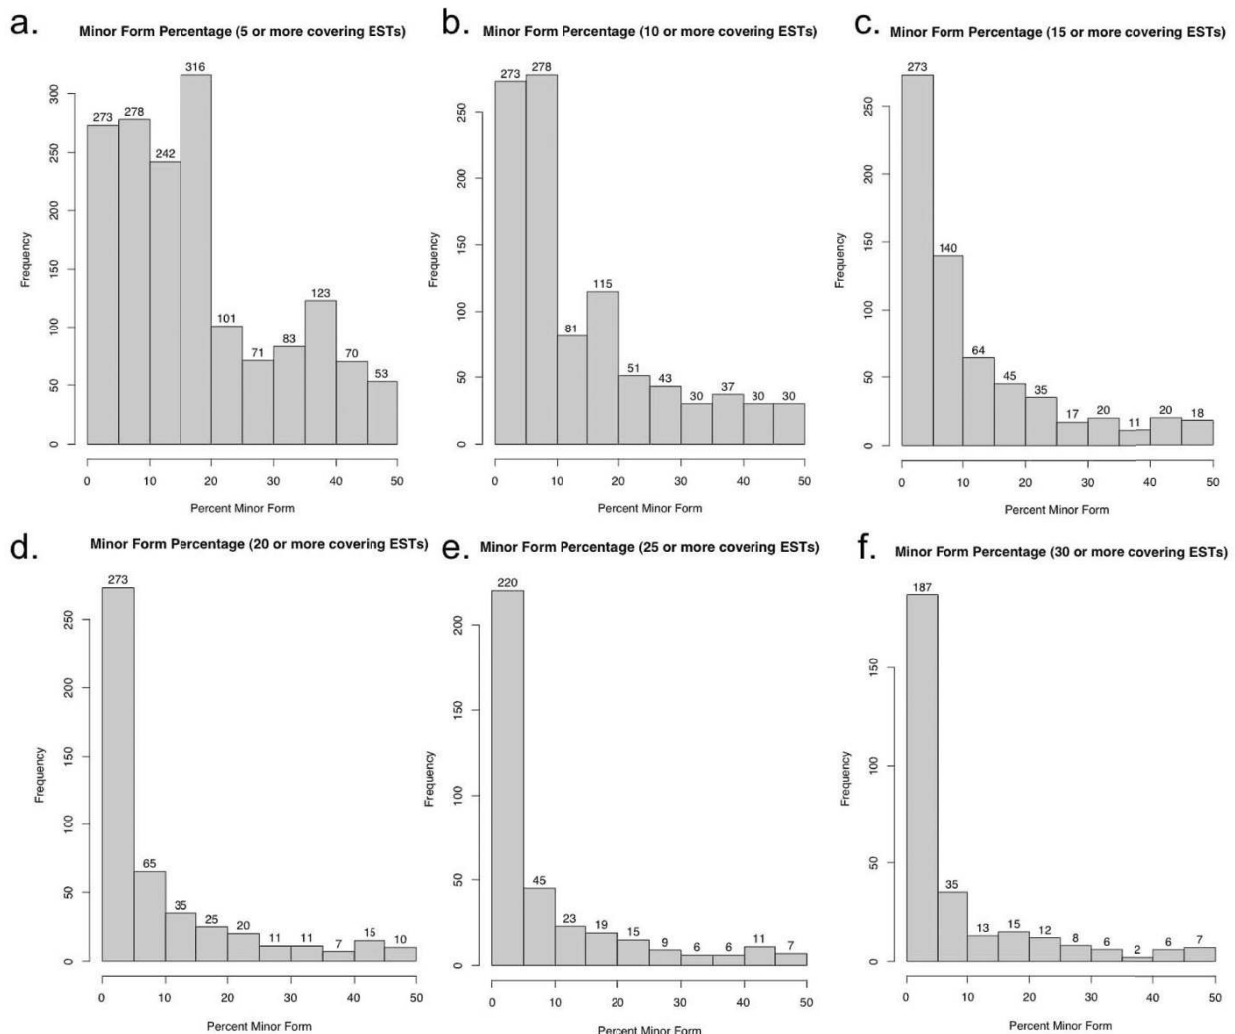 a. Minor Form Percentage (5 or more covering ESTs)
Frequency
0 50 100 150 200 250 300
273 278 242 316 101 71 83 123 70 53
0 10 20 30 40 50
Percent Minor Form
b. Minor Form Percentage (10 or more covering ESTs)
Frequency
0 50 100 150 200 250
273 278 81 115 51 43 30 37 30 30
0 10 20 30 40 50
Percent Minor Form
c. Minor Form Percentage (15 or more covering ESTs)
Frequency
0 50 100 150 200 250
273 140 64 45 35 17 20 11 20 18
0 10 20 30 40 50
Percent Minor Form
d. Minor Form Percentage (20 or more covering ESTs)
Frequency
0 50 100 150 200 250
273 65 35 25 20 11 11 7 15 10
0 10 20 30 40 50
Percent Minor Form
e. Minor Form Percentage (25 or more covering ESTs)
Frequency
0 50 100 150 200
220 45 23 19 15 9 6 6 11 7
0 10 20 30 40 50
Percent Minor Form
f. Minor Form Percentage (30 or more covering ESTs)
Frequency
0 50 100 150
187 35 13 15 12 8 6 2 6 7
0 10 20 30 40 50
Percent Minor Form